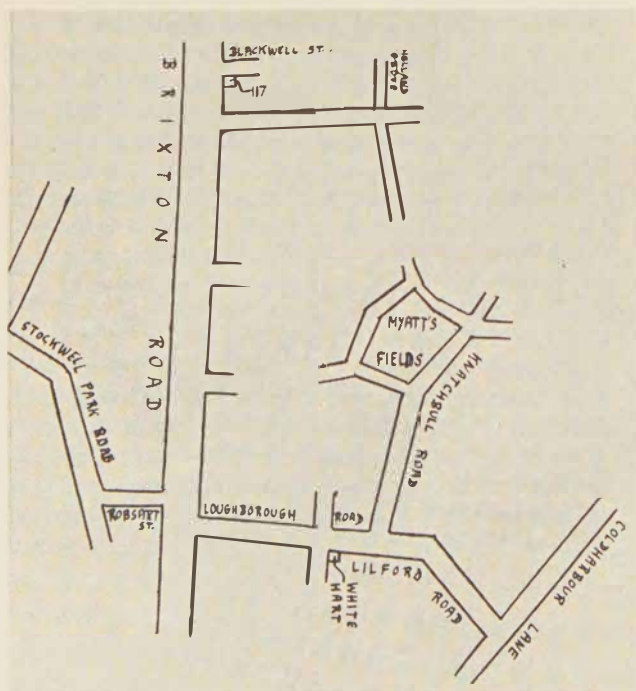 BRIXTON ROAD
BLACKWELL ST.
117
STOCKWELL PARK ROAD
MYATT'S
FIELDS
KNATCHBULL ROAD
ROBSART
ST.
LOUGHBOROUGH ROAD
LILFORD ROAD
WHITE
HART
COLDHARBOUR LANE